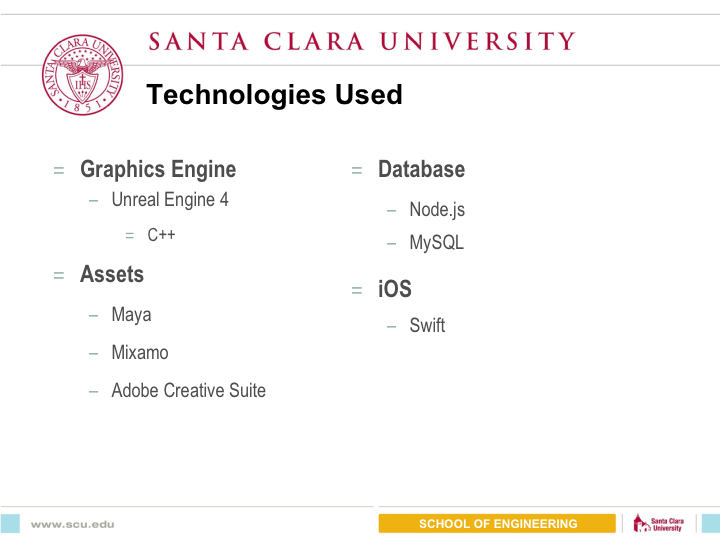 SANTA CLARA UNIVERSITY
SANTA CLARA UNIVERSITY
IHS
• 1851 •
Technologies Used
= Graphics Engine
– Unreal Engine 4
= C++
= Assets
– Maya
– Mixamo
– Adobe Creative Suite
= Database
– Node.js
– MySQL
= iOS
– Swift
www.scu.edu
SCHOOL OF ENGINEERING
Santa Clara
University